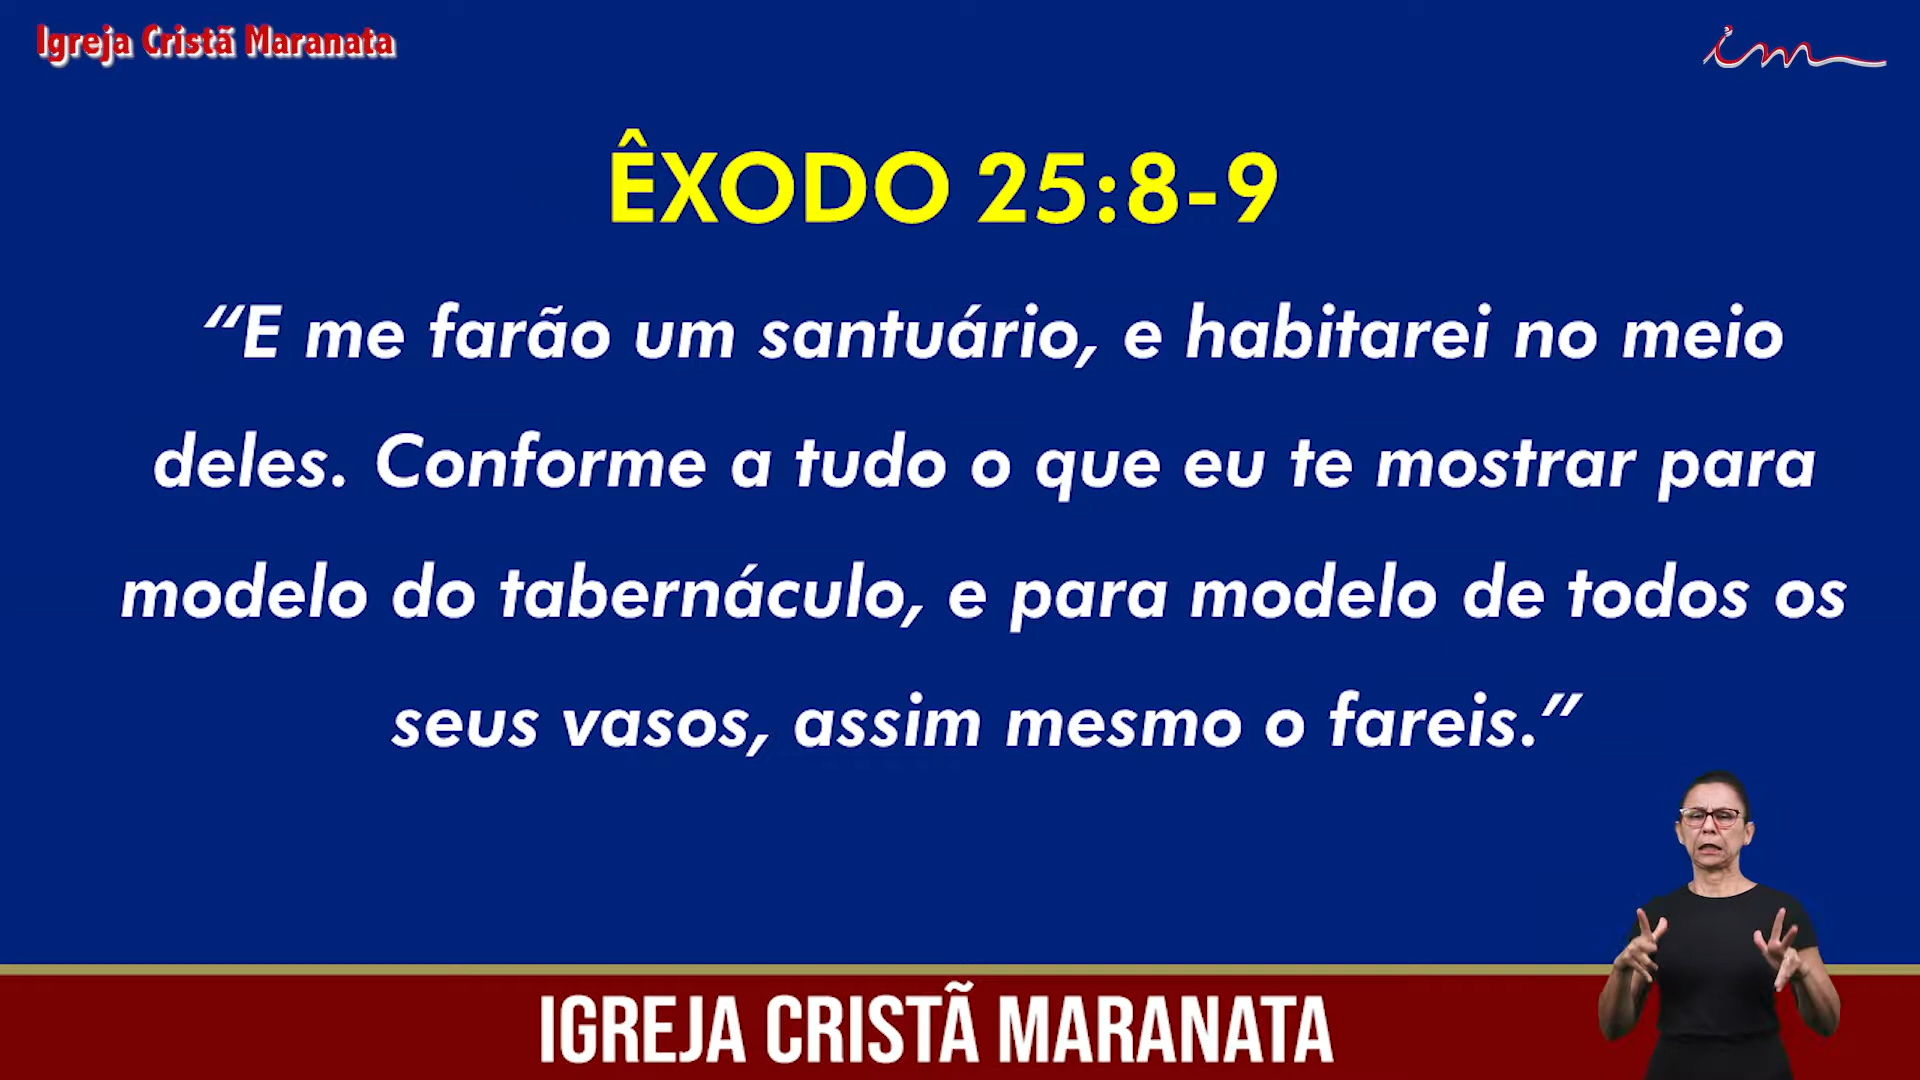 Igreja Cristã Maranata
im
ÊXODO 25:8-9
“E me farão um santuário, e habitarei no meio
deles. Conforme a tudo o que eu te mostrar para
modelo do tabernáculo, e para modelo de todos os
seus vasos, assim mesmo o fareis.”
IGREJA CRISTÃ MARANATA